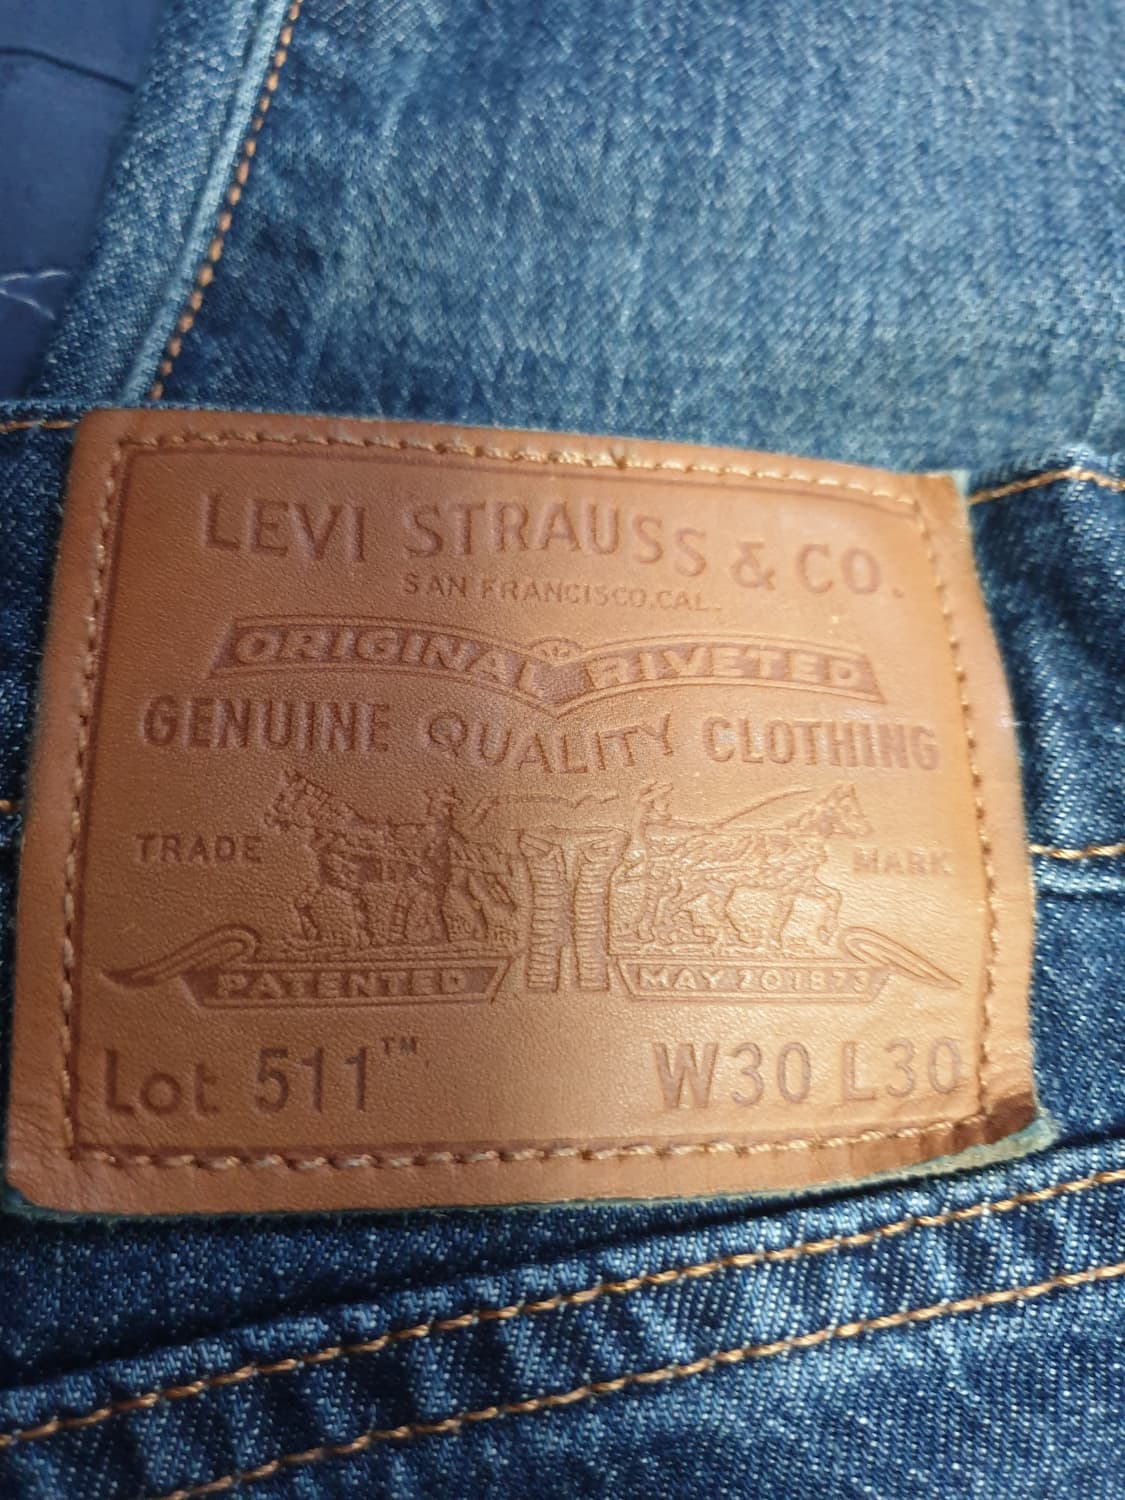 LEVI STRAUSS & CO.
SAN FRANCISCO, CAL.
ORIGINAL RIVETED
GENUINE QUALITY CLOTHING
TRADE MARK
PATENTED MAY 20 1873
Lot 511™ W30 L30